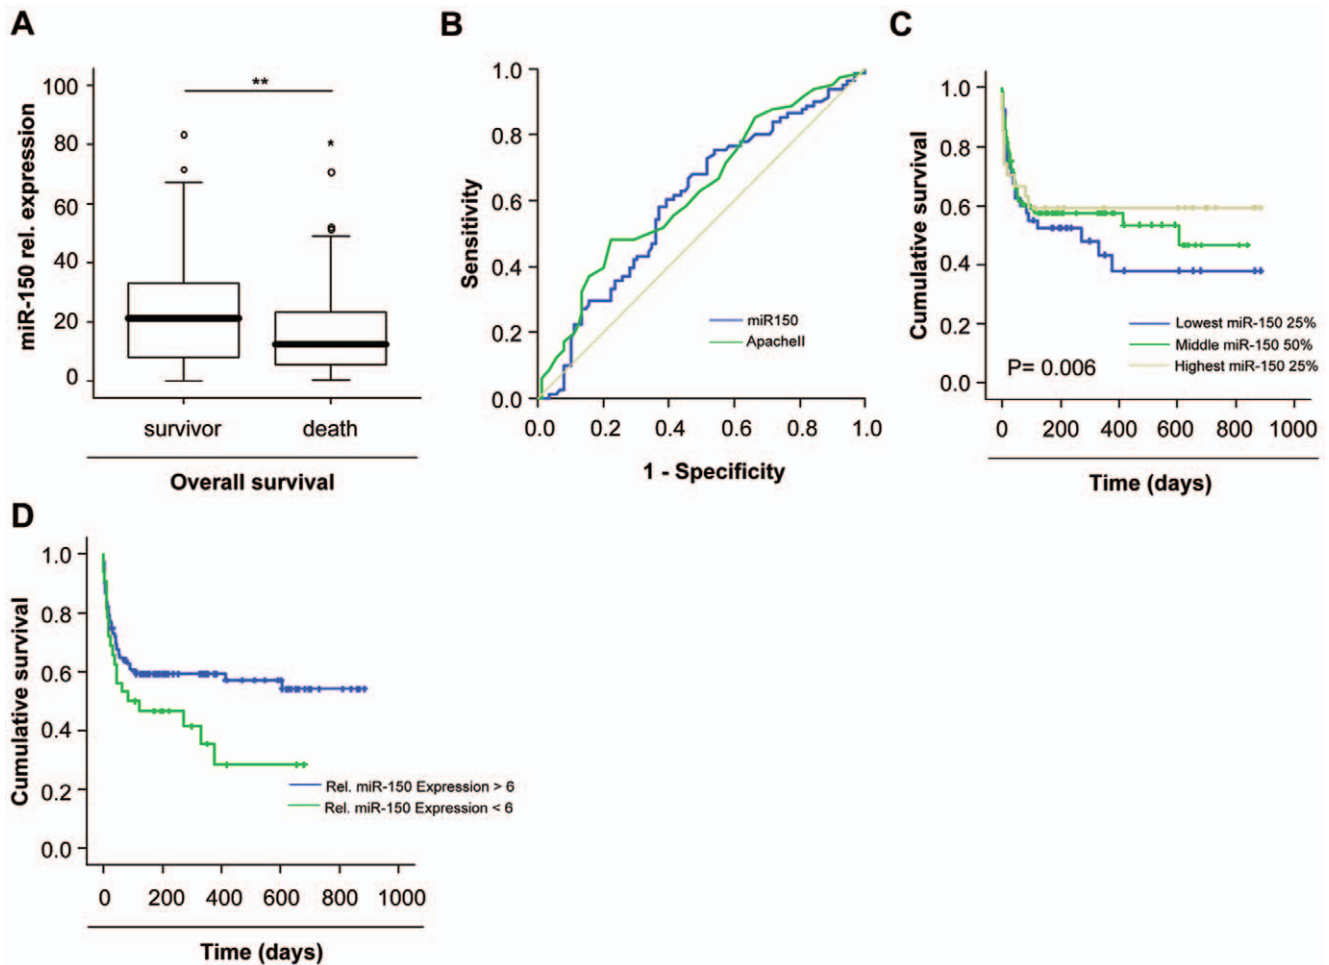 A
miR-150 rel. expression
100
80
60
40
20
0
**
*
survivor
death
Overall survival
B
Sensitivity
1.0
0.8
0.6
0.4
0.2
0.0
miR150
ApacheII
0.0 0.2 0.4 0.6 0.8 1.0
1 - Specificity
C
Cumulative survival
1.0
0.8
0.6
0.4
0.2
0.0
Lowest miR-150 25%
Middle miR-150 50%
Highest miR-150 25%
P= 0.006
0 200 400 600 800 1000
Time (days)
D
Cumulative survival
1.0
0.8
0.6
0.4
0.2
0.0
Rel. miR-150 Expression > 6
Rel. miR-150 Expression < 6
0 200 400 600 800 1000
Time (days)